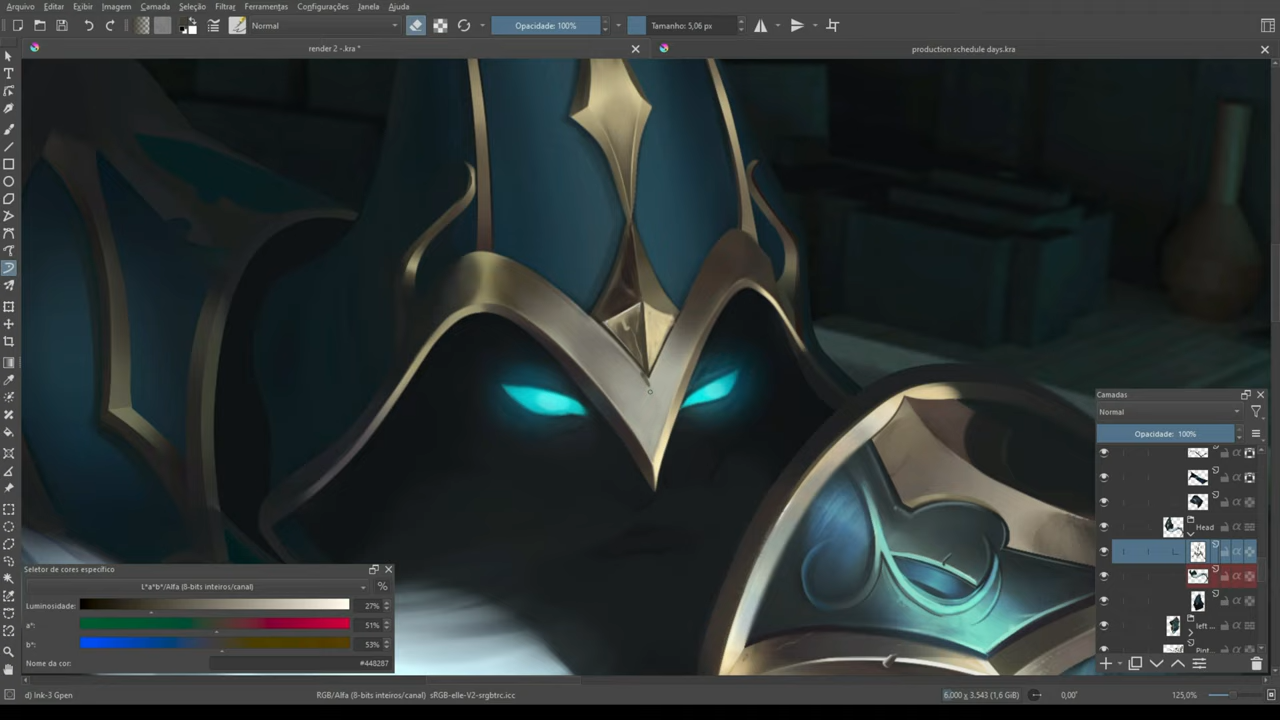 Arquivo Editar Exibir Imagem Camada Seleção Filtrar Ferramentas Configurações Janela Ajuda
Normal Opacidade: 100% Tamanho: 5,06 px
render 2 -.kra * production schedule days.kra
Camadas
Normal
Opacidade: 100%
Head
left ...
Seletor de cores específico
L*a*b*/Alfa (8-bits inteiros/canal) %
Luminosidade: 27%
a*: 51%
b*: 53%
Nome da cor: #448287
d) Ink-3 Gpen RGB/Alfa (8-bits inteiros/canal) sRGB-elle-V2-srgbtrc.icc 6.000 x 3.543 (1,6 GiB) 0,00° 125,0%